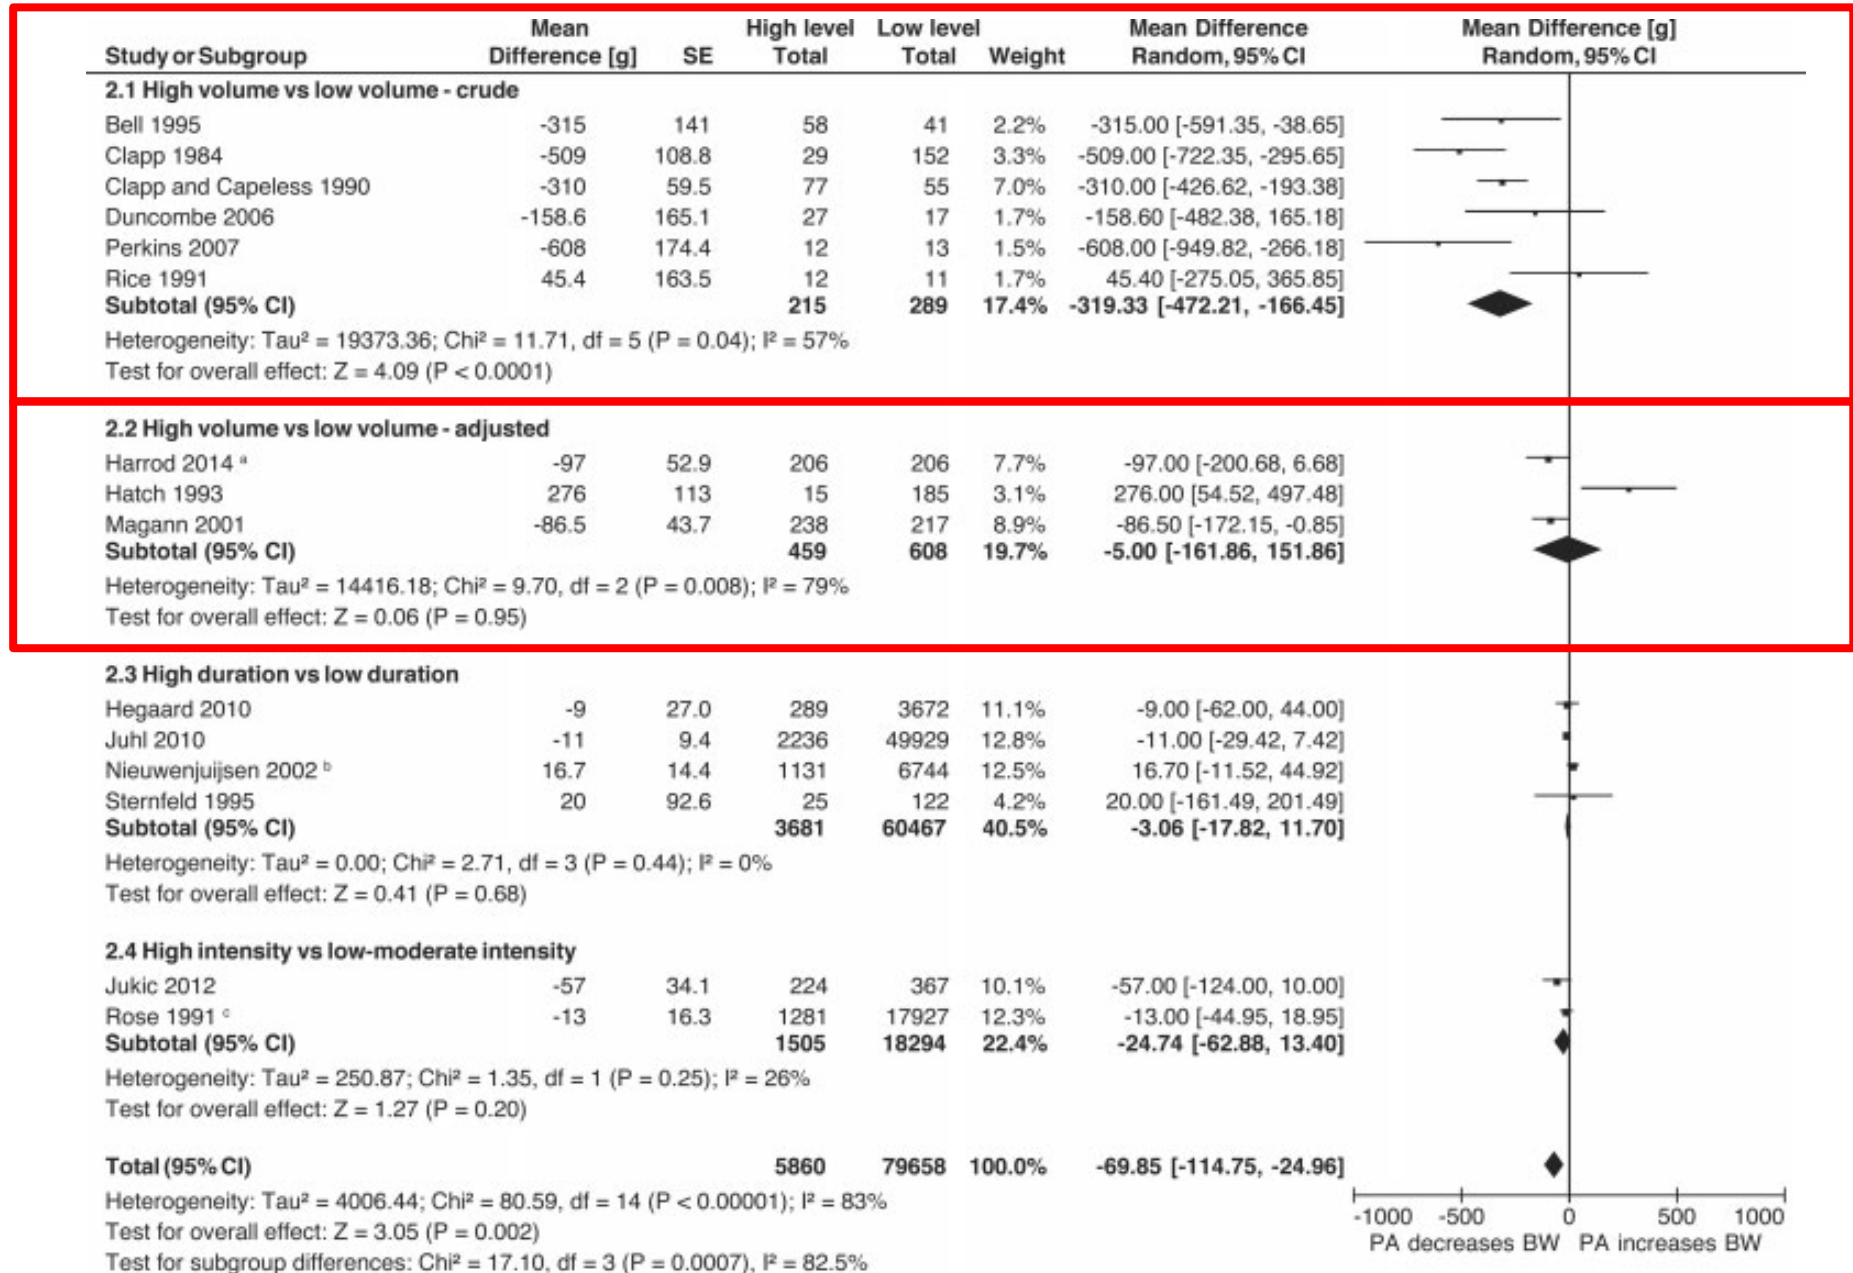 Mean High level Low level Mean Difference Mean Difference [g]
Study or Subgroup Difference [g] SE Total Total Weight Random, 95% CI Random, 95% CI
2.1 High volume vs low volume - crude
Bell 1995 -315 141 58 41 2.2% -315.00 [-591.35, -38.65]
Clapp 1984 -509 108.8 29 152 3.3% -509.00 [-722.35, -295.65]
Clapp and Capeless 1990 -310 59.5 77 55 7.0% -310.00 [-426.62, -193.38]
Duncombe 2006 -158.6 165.1 27 17 1.7% -158.60 [-482.38, 165.18]
Perkins 2007 -608 174.4 12 13 1.5% -608.00 [-949.82, -266.18]
Rice 1991 45.4 163.5 12 11 1.7% 45.40 [-275.05, 365.85]
Subtotal (95% CI) 215 289 17.4% -319.33 [-472.21, -166.45]
Heterogeneity: Tau² = 19373.36; Chi² = 11.71, df = 5 (P = 0.04); I² = 57%
Test for overall effect: Z = 4.09 (P < 0.0001)
2.2 High volume vs low volume - adjusted
Harrod 2014 ᵃ -97 52.9 206 206 7.7% -97.00 [-200.68, 6.68]
Hatch 1993 276 113 15 185 3.1% 276.00 [54.52, 497.48]
Magann 2001 -86.5 43.7 238 217 8.9% -86.50 [-172.15, -0.85]
Subtotal (95% CI) 459 608 19.7% -5.00 [-161.86, 151.86]
Heterogeneity: Tau² = 14416.18; Chi² = 9.70, df = 2 (P = 0.008); I² = 79%
Test for overall effect: Z = 0.06 (P = 0.95)
2.3 High duration vs low duration
Hegaard 2010 -9 27.0 289 3672 11.1% -9.00 [-62.00, 44.00]
Juhl 2010 -11 9.4 2236 49929 12.8% -11.00 [-29.42, 7.42]
Nieuwenjuijsen 2002 ᵇ 16.7 14.4 1131 6744 12.5% 16.70 [-11.52, 44.92]
Sternfeld 1995 20 92.6 25 122 4.2% 20.00 [-161.49, 201.49]
Subtotal (95% CI) 3681 60467 40.5% -3.06 [-17.82, 11.70]
Heterogeneity: Tau² = 0.00; Chi² = 2.71, df = 3 (P = 0.44); I² = 0%
Test for overall effect: Z = 0.41 (P = 0.68)
2.4 High intensity vs low-moderate intensity
Jukic 2012 -57 34.1 224 367 10.1% -57.00 [-124.00, 10.00]
Rose 1991 ᶜ -13 16.3 1281 17927 12.3% -13.00 [-44.95, 18.95]
Subtotal (95% CI) 1505 18294 22.4% -24.74 [-62.88, 13.40]
Heterogeneity: Tau² = 250.87; Chi² = 1.35, df = 1 (P = 0.25); I² = 26%
Test for overall effect: Z = 1.27 (P = 0.20)
Total (95% CI) 5860 79658 100.0% -69.85 [-114.75, -24.96]
Heterogeneity: Tau² = 4006.44; Chi² = 80.59, df = 14 (P < 0.00001); I² = 83%
Test for overall effect: Z = 3.05 (P = 0.002)
Test for subgroup differences: Chi² = 17.10, df = 3 (P = 0.0007), I² = 82.5%
-1000 -500 0 500 1000
PA decreases BW PA increases BW